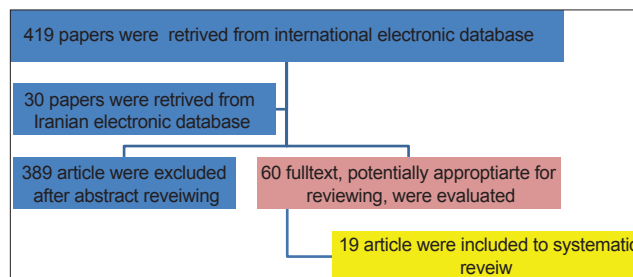 419 papers were retrived from international electronic database
30 papers were retrived from
Iranian electronic database
389 article were excluded
after abstract reveiwing
60 fulltext, potentially approptiarte for
reviewing, were evaluated
19 article were included to systematic
reveiw